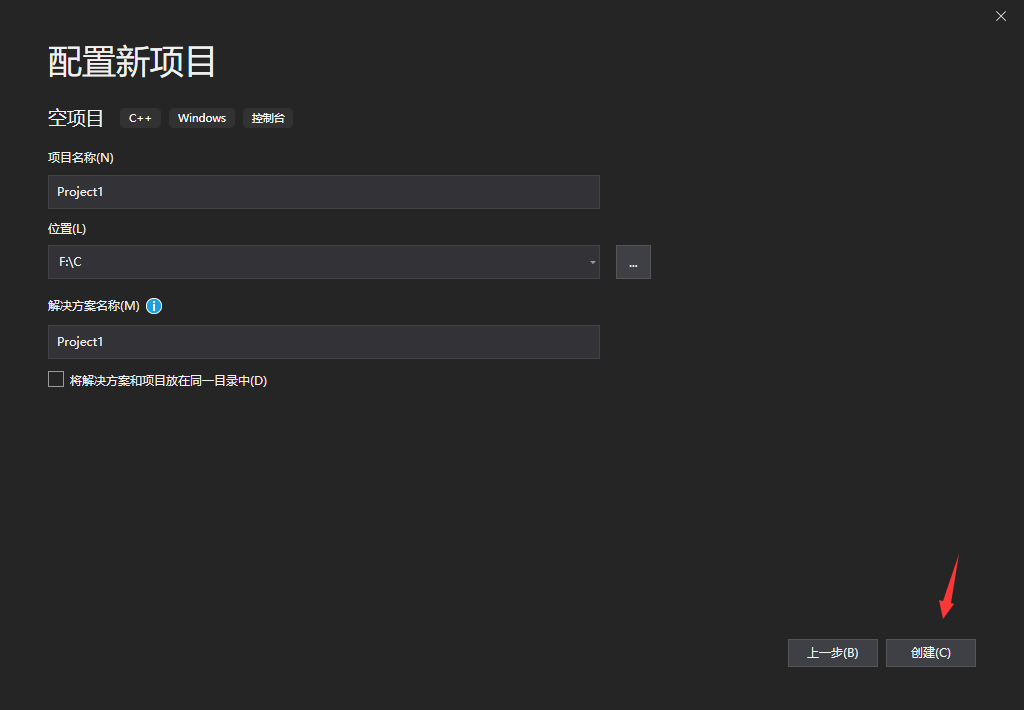 配置新项目
空项目 C++ Windows 控制台
项目名称(N)
Project1
位置(L)
F:\C
...
解决方案名称(M)
Project1
将解决方案和项目放在同一目录中(D)
上一步(B) 创建(C)